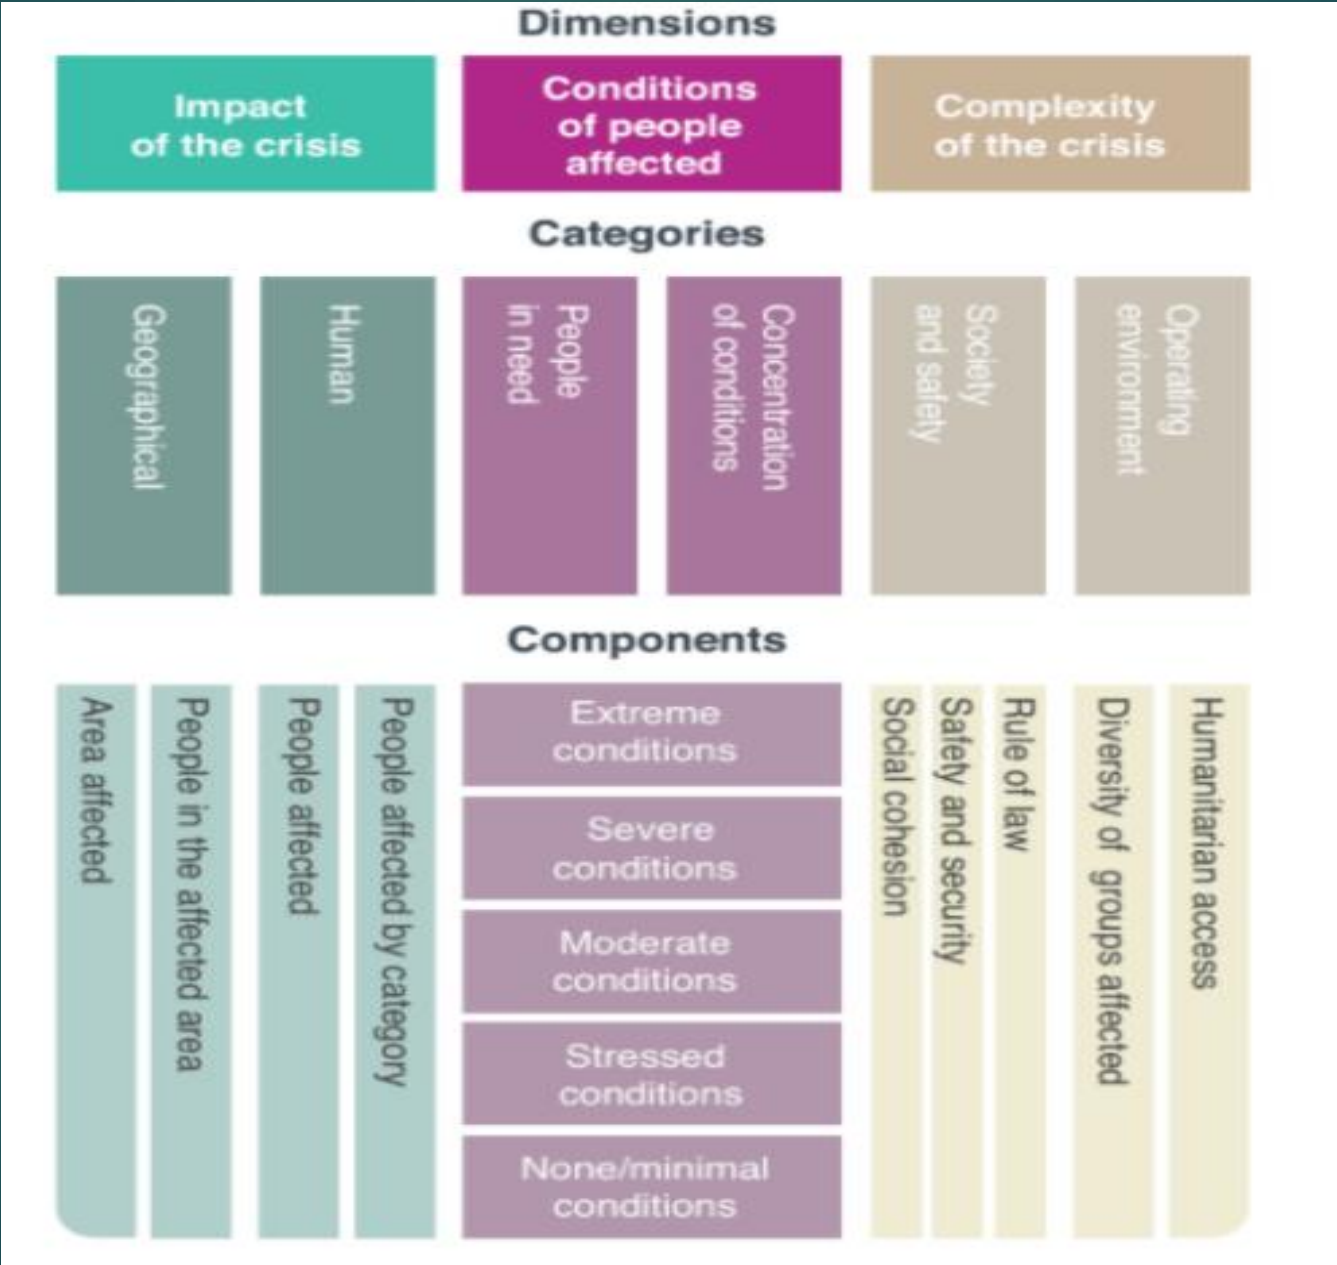 Dimensions
Impact
of the crisis
Conditions
of people
affected
Complexity
of the crisis
Categories
Geographical
Human
People
in need
Concentration
of conditions
Society
and safety
Operating
environment
Components
Area affected
People in the affected area
People affected
People affected by category
Extreme
conditions
Severe
conditions
Moderate
conditions
Stressed
conditions
None/minimal
conditions
Social cohesion
Safety and security
Rule of law
Diversity of groups affected
Humanitarian access